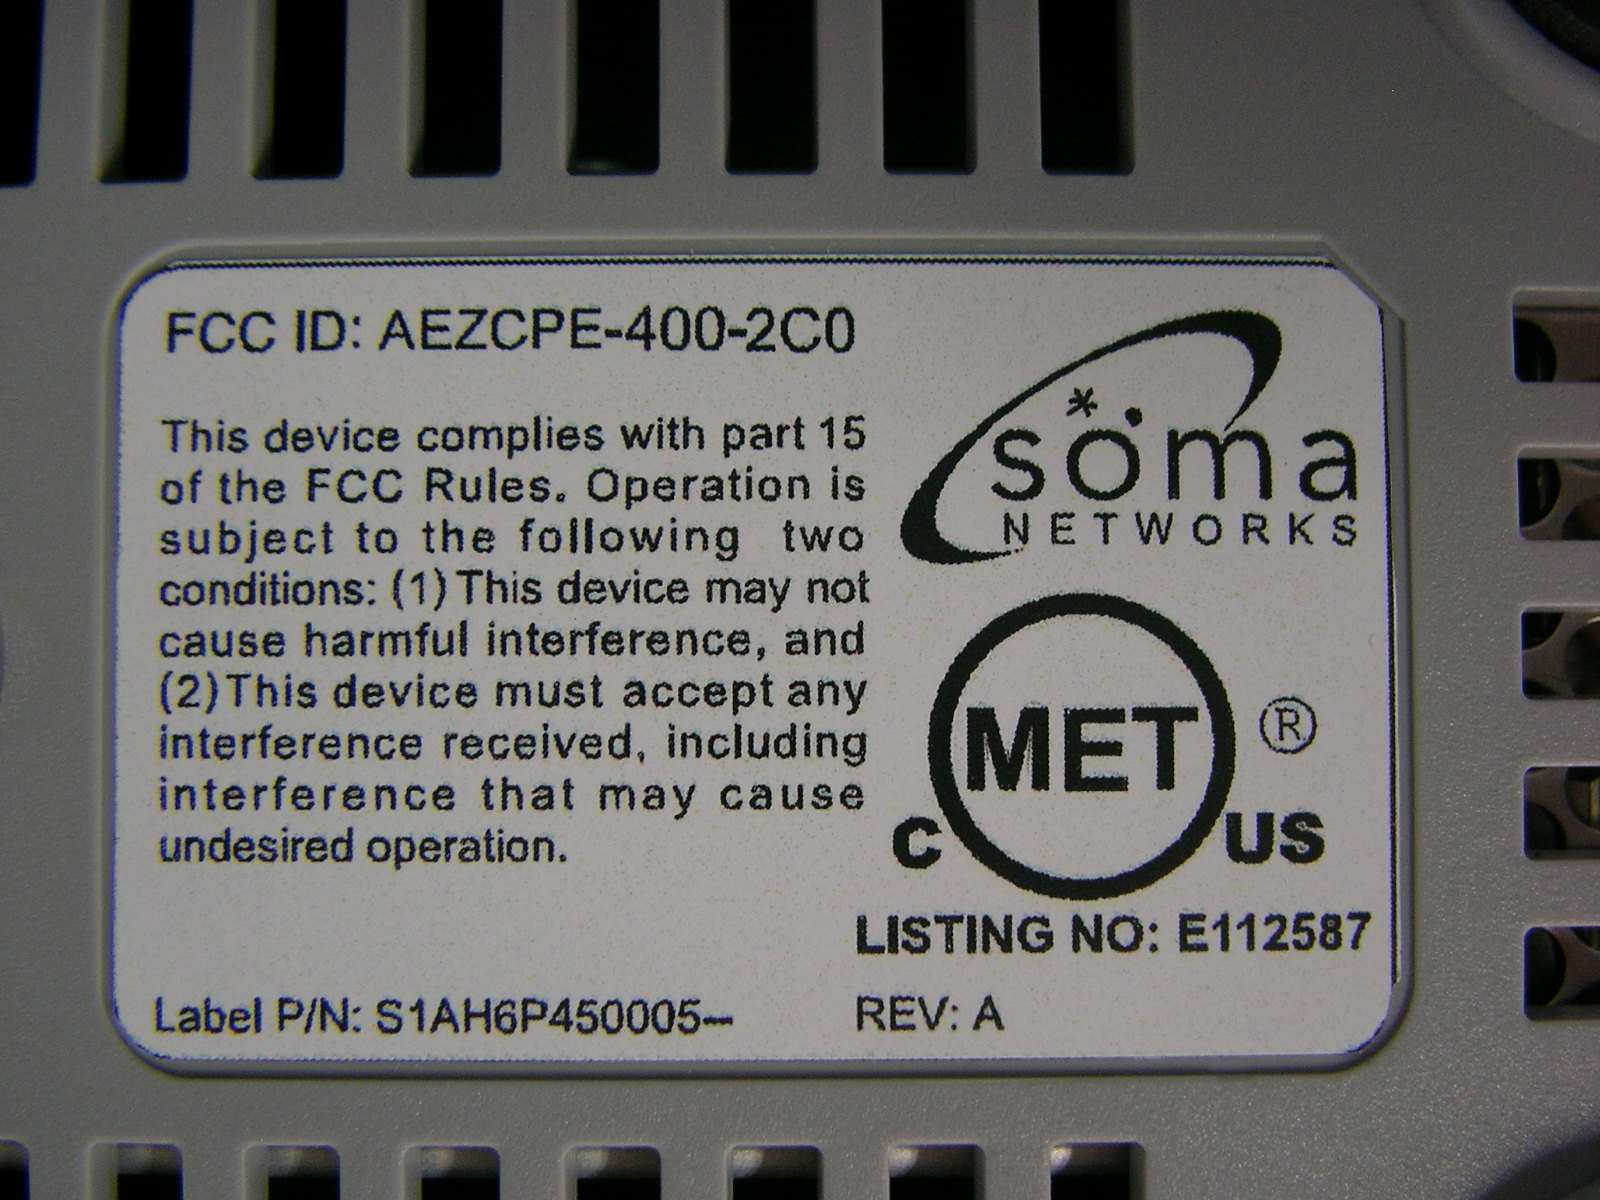 FCC ID: AEZCPE-400-2C0
This device complies with part 15
of the FCC Rules. Operation is
subject to the following two
conditions: (1) This device may not
cause harmful interference, and
(2) This device must accept any
interference received, including
interference that may cause
undesired operation.
soma
NETWORKS
MET ®
C US
LISTING NO: E112587
Label P/N: S1AH6P450005-- REV: A